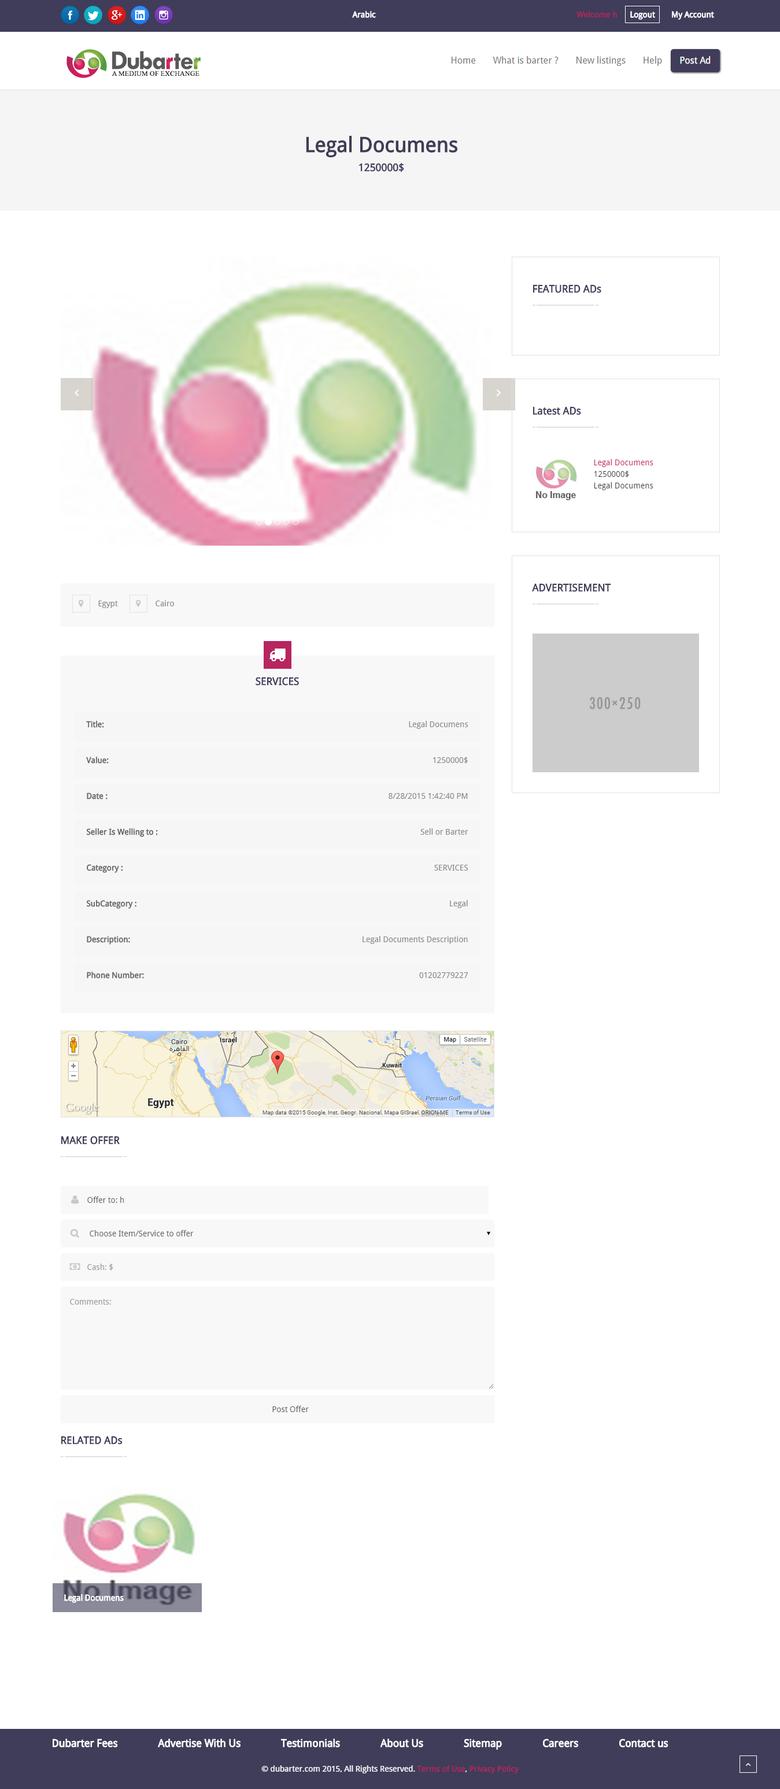 Arabic
Welcome h
Logout
My Account
Dubarter
A MEDIUM OF EXCHANGE
Home
What is barter ?
New listings
Help
Post Ad
Legal Documens
1250000$
FEATURED ADs
Latest ADs
No Image
Legal Documens
1250000$
Legal Documens
ADVERTISEMENT
300×250
Egypt
Cairo
SERVICES
Title: Legal Documens
Value: 1250000$
Date : 8/28/2015 1:42:40 PM
Seller Is Welling to : Sell or Barter
Category : SERVICES
SubCategory : Legal
Description: Legal Documents Description
Phone Number: 01202779227
Cairo
القاهرة
Israel
Kuwait
Egypt
Persian Gulf
Map
Satellite
Google
Map data ©2015 Google, Inst. Geogr. Nacional, Mapa GISrael, ORION-ME
Terms of Use
MAKE OFFER
Offer to: h
Choose Item/Service to offer
Cash: $
Comments:
Post Offer
RELATED ADs
No Image
Legal Documens
Dubarter Fees
Advertise With Us
Testimonials
About Us
Sitemap
Careers
Contact us
© dubarter.com 2015, All Rights Reserved. Terms of Use, Privacy Policy